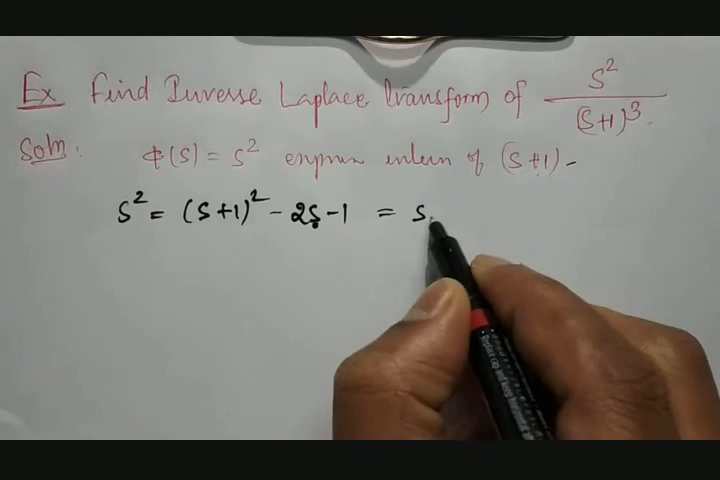 Ex Find Inverse Laplace transform of s²/(s+1)³.
Soln: φ(s) = s² express interm of (s+1) -
s² = (s+1)² - 2s - 1 = s